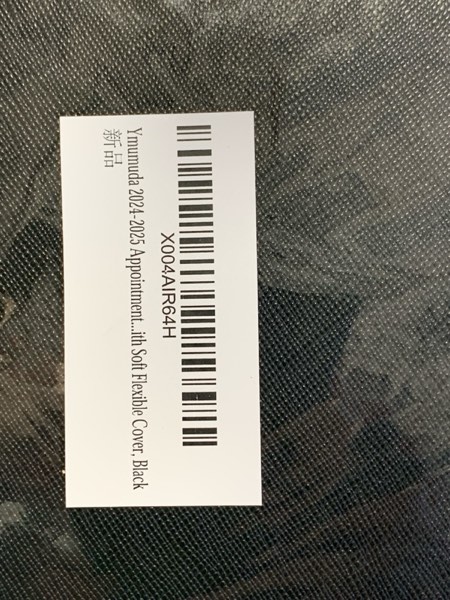 X004AIR64H
Ymumuda 2024-2025 Appointment...ith Soft Flexible Cover, Black
新品